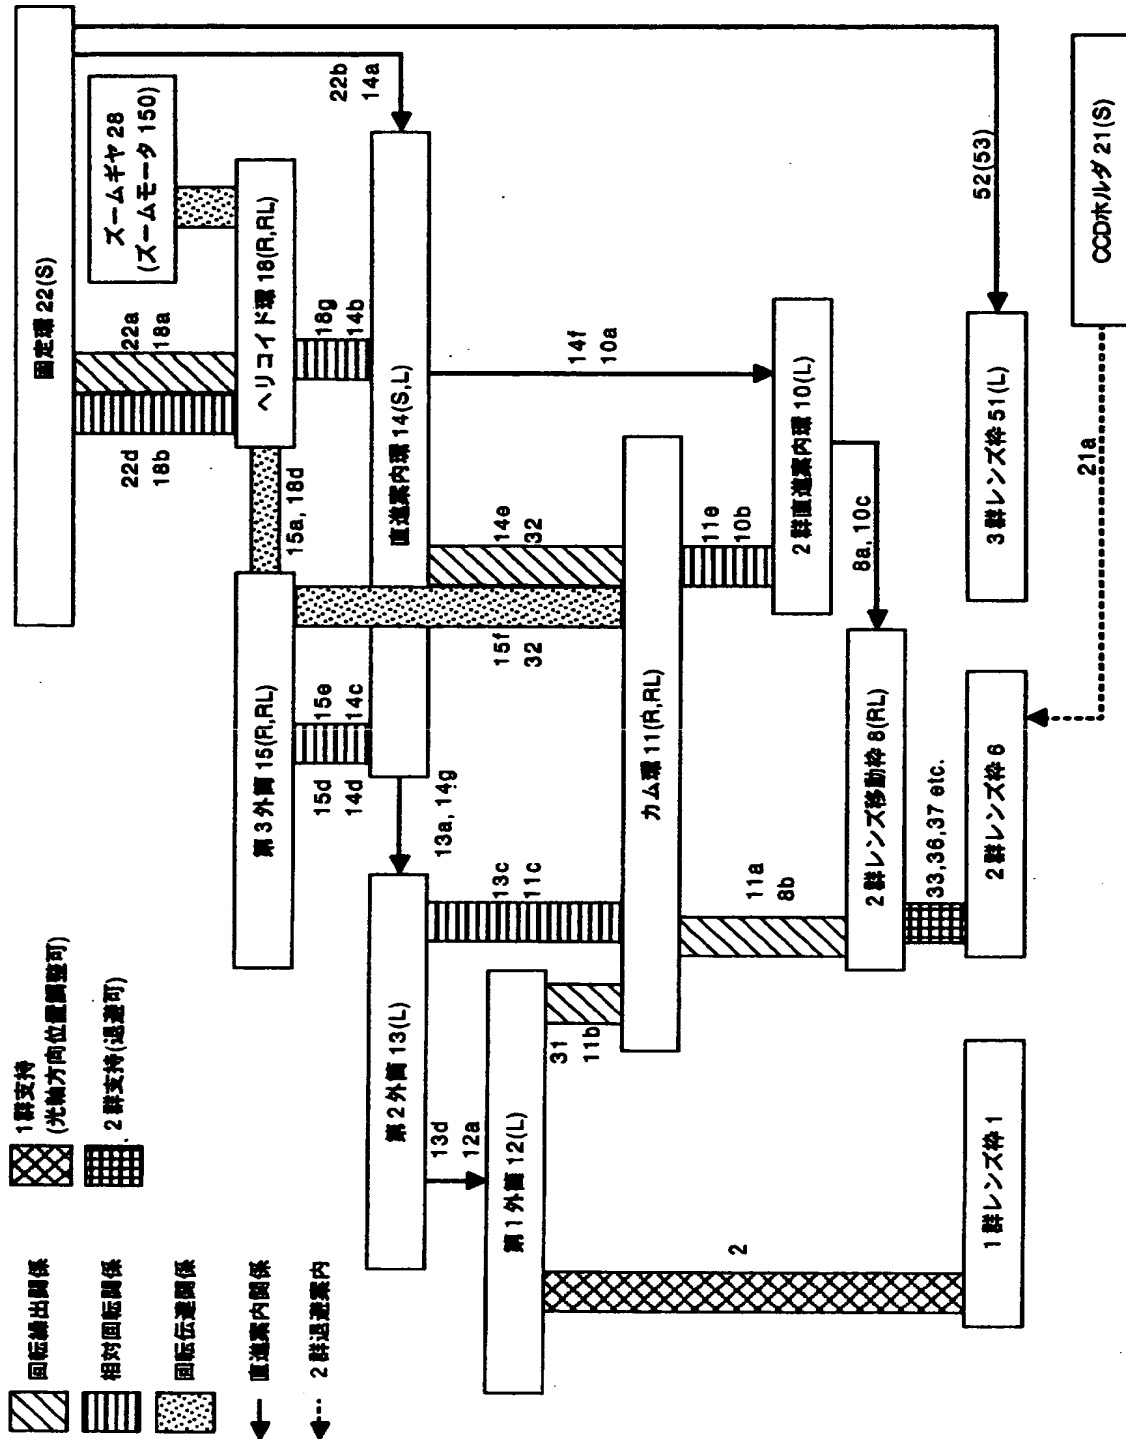 固定環 22(S)
ズームギヤ 28
(ズームモータ 150)
22b
14a
ヘリコイド環 18(R,RL)
22a
18a
22d
18b
18g
14b
52(53)
CCDホルダ 21(S)
15a, 18d
直進案内環 14(S,L)
14f
10a
第3外筒 15(R,RL)
15e
14c
15d
14d
14e
32
15f
32
11e
10b
2群直進案内環 10(L)
8a, 10c
3群レンズ枠 51(L)
21a
13a, 14g
カム環 11(R,RL)
第2外筒 13(L)
13c
11c
11a
8b
2群レンズ移動枠 8(RL)
33,36,37 etc.
2群レンズ枠 6
13d
12a
第1外筒 12(L)
31
11b
2
1群レンズ枠 1
1群支持
(光軸方向位置調整可)
2群支持(退避可)
回転繰出関係
相対回転関係
回転伝達関係
直進案内関係
2群退避案内